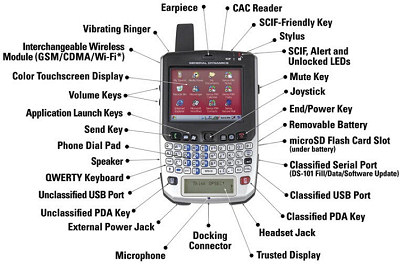 Earpiece
CAC Reader
Vibrating Ringer
SCIF-Friendly Key
Stylus
Interchangeable Wireless
Module (GSM/CDMA/Wi-Fi*)
SCIF, Alert and
Unlocked LEDs
Color Touchscreen Display
Mute Key
Volume Keys
Joystick
Application Launch Keys
End/Power Key
Send Key
Removable Battery
Phone Dial Pad
microSD Flash Card Slot
(under battery)
Speaker
Classified Serial Port
(DS-101 Fill/Data/Software Update)
QWERTY Keyboard
Unclassified USB Port
Classified USB Port
Unclassified PDA Key
Classified PDA Key
External Power Jack
Headset Jack
Microphone
Docking
Connector
Trusted Display
GENERAL DYNAMICS